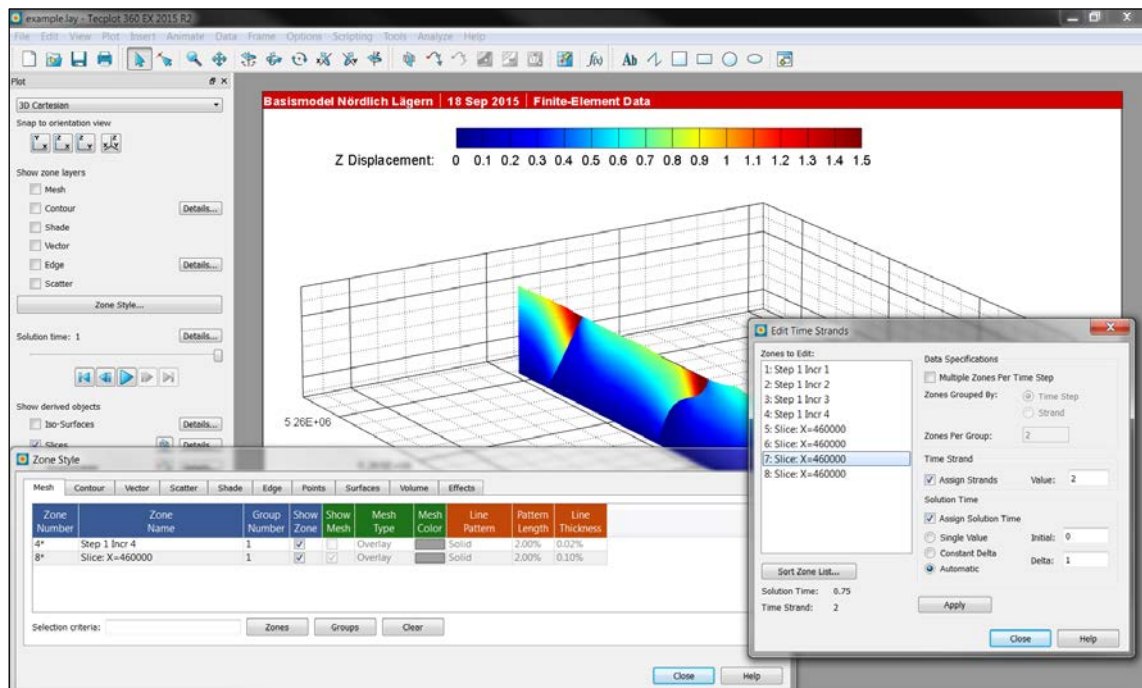 example.lay - Tecplot 360 EX 2015 R2
File Edit View Plot Insert Animate Data Frame Options Scripting Tools Analyze Help
Plot
3D Cartesian
Snap to orientation view
Show zone layers
Mesh
Contour Details...
Shade
Vector
Edge Details...
Scatter
Zone Style...
Solution time: 1 Details...
Show derived objects
Iso-Surfaces Details...
Slices Details...
Basismodel Nördlich Lägern | 18 Sep 2015 | Finite-Element Data
Z Displacement: 0 0.1 0.2 0.3 0.4 0.5 0.6 0.7 0.8 0.9 1 1.1 1.2 1.3 1.4 1.5
5.26E+06
Zone Style
Mesh Contour Vector Scatter Shade Edge Points Surfaces Volume Effects
Zone Number Zone Name Group Number Show Zone Show Mesh Mesh Type Mesh Color Line Pattern Pattern Length Line Thickness
4* Step 1 Incr 4 1 Overlay Solid 2.00% 0.02%
8* Slice: X=460000 1 Overlay Solid 2.00% 0.10%
Selection criteria: Zones Groups Clear
Close Help
Edit Time Strands
Zones to Edit:
1: Step 1 Incr 1
2: Step 1 Incr 2
3: Step 1 Incr 3
4: Step 1 Incr 4
5: Slice: X=460000
6: Slice: X=460000
7: Slice: X=460000
8: Slice: X=460000
Sort Zone List...
Solution Time: 0.75
Time Strand: 2
Data Specifications
Multiple Zones Per Time Step
Zones Grouped By: Time Step
Strand
Zones Per Group: 2
Time Strand
Assign Strands Value: 2
Solution Time
Assign Solution Time
Single Value Initial: 0
Constant Delta Delta: 1
Automatic
Apply
Close Help